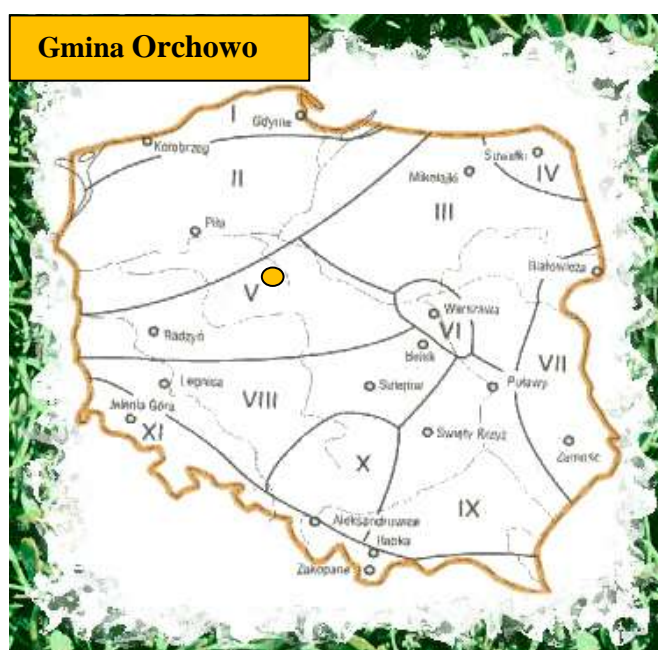 Gmina Orchowo
I
Gdynia
Kołobrzeg
Suwałki
IV
Mikołajki
II
III
Piła
Białowieża
V
Warszawa
VI
Radzyń
Belsk
VII
Legnica
Sulejów
Puławy
VIII
Jelenia Góra
XI
Święty Krzyż
Zamość
X
IX
Aleksandrowice
Zakopane